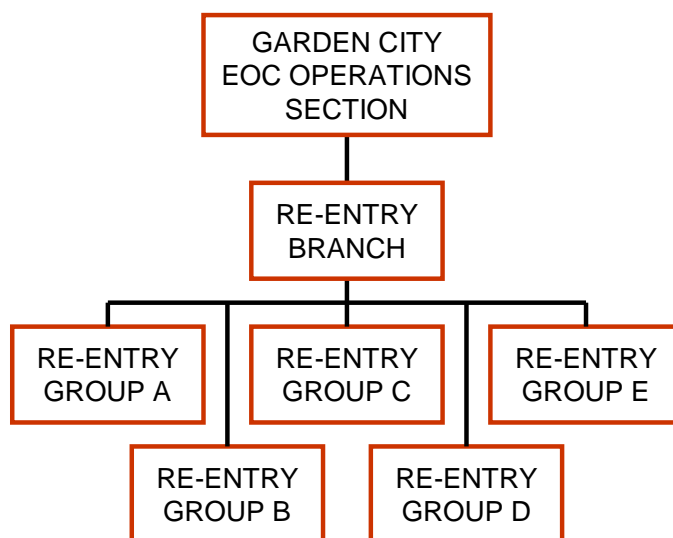 GARDEN CITY
EOC OPERATIONS
SECTION
RE-ENTRY
BRANCH
RE-ENTRY
GROUP A
RE-ENTRY
GROUP C
RE-ENTRY
GROUP E
RE-ENTRY
GROUP B
RE-ENTRY
GROUP D